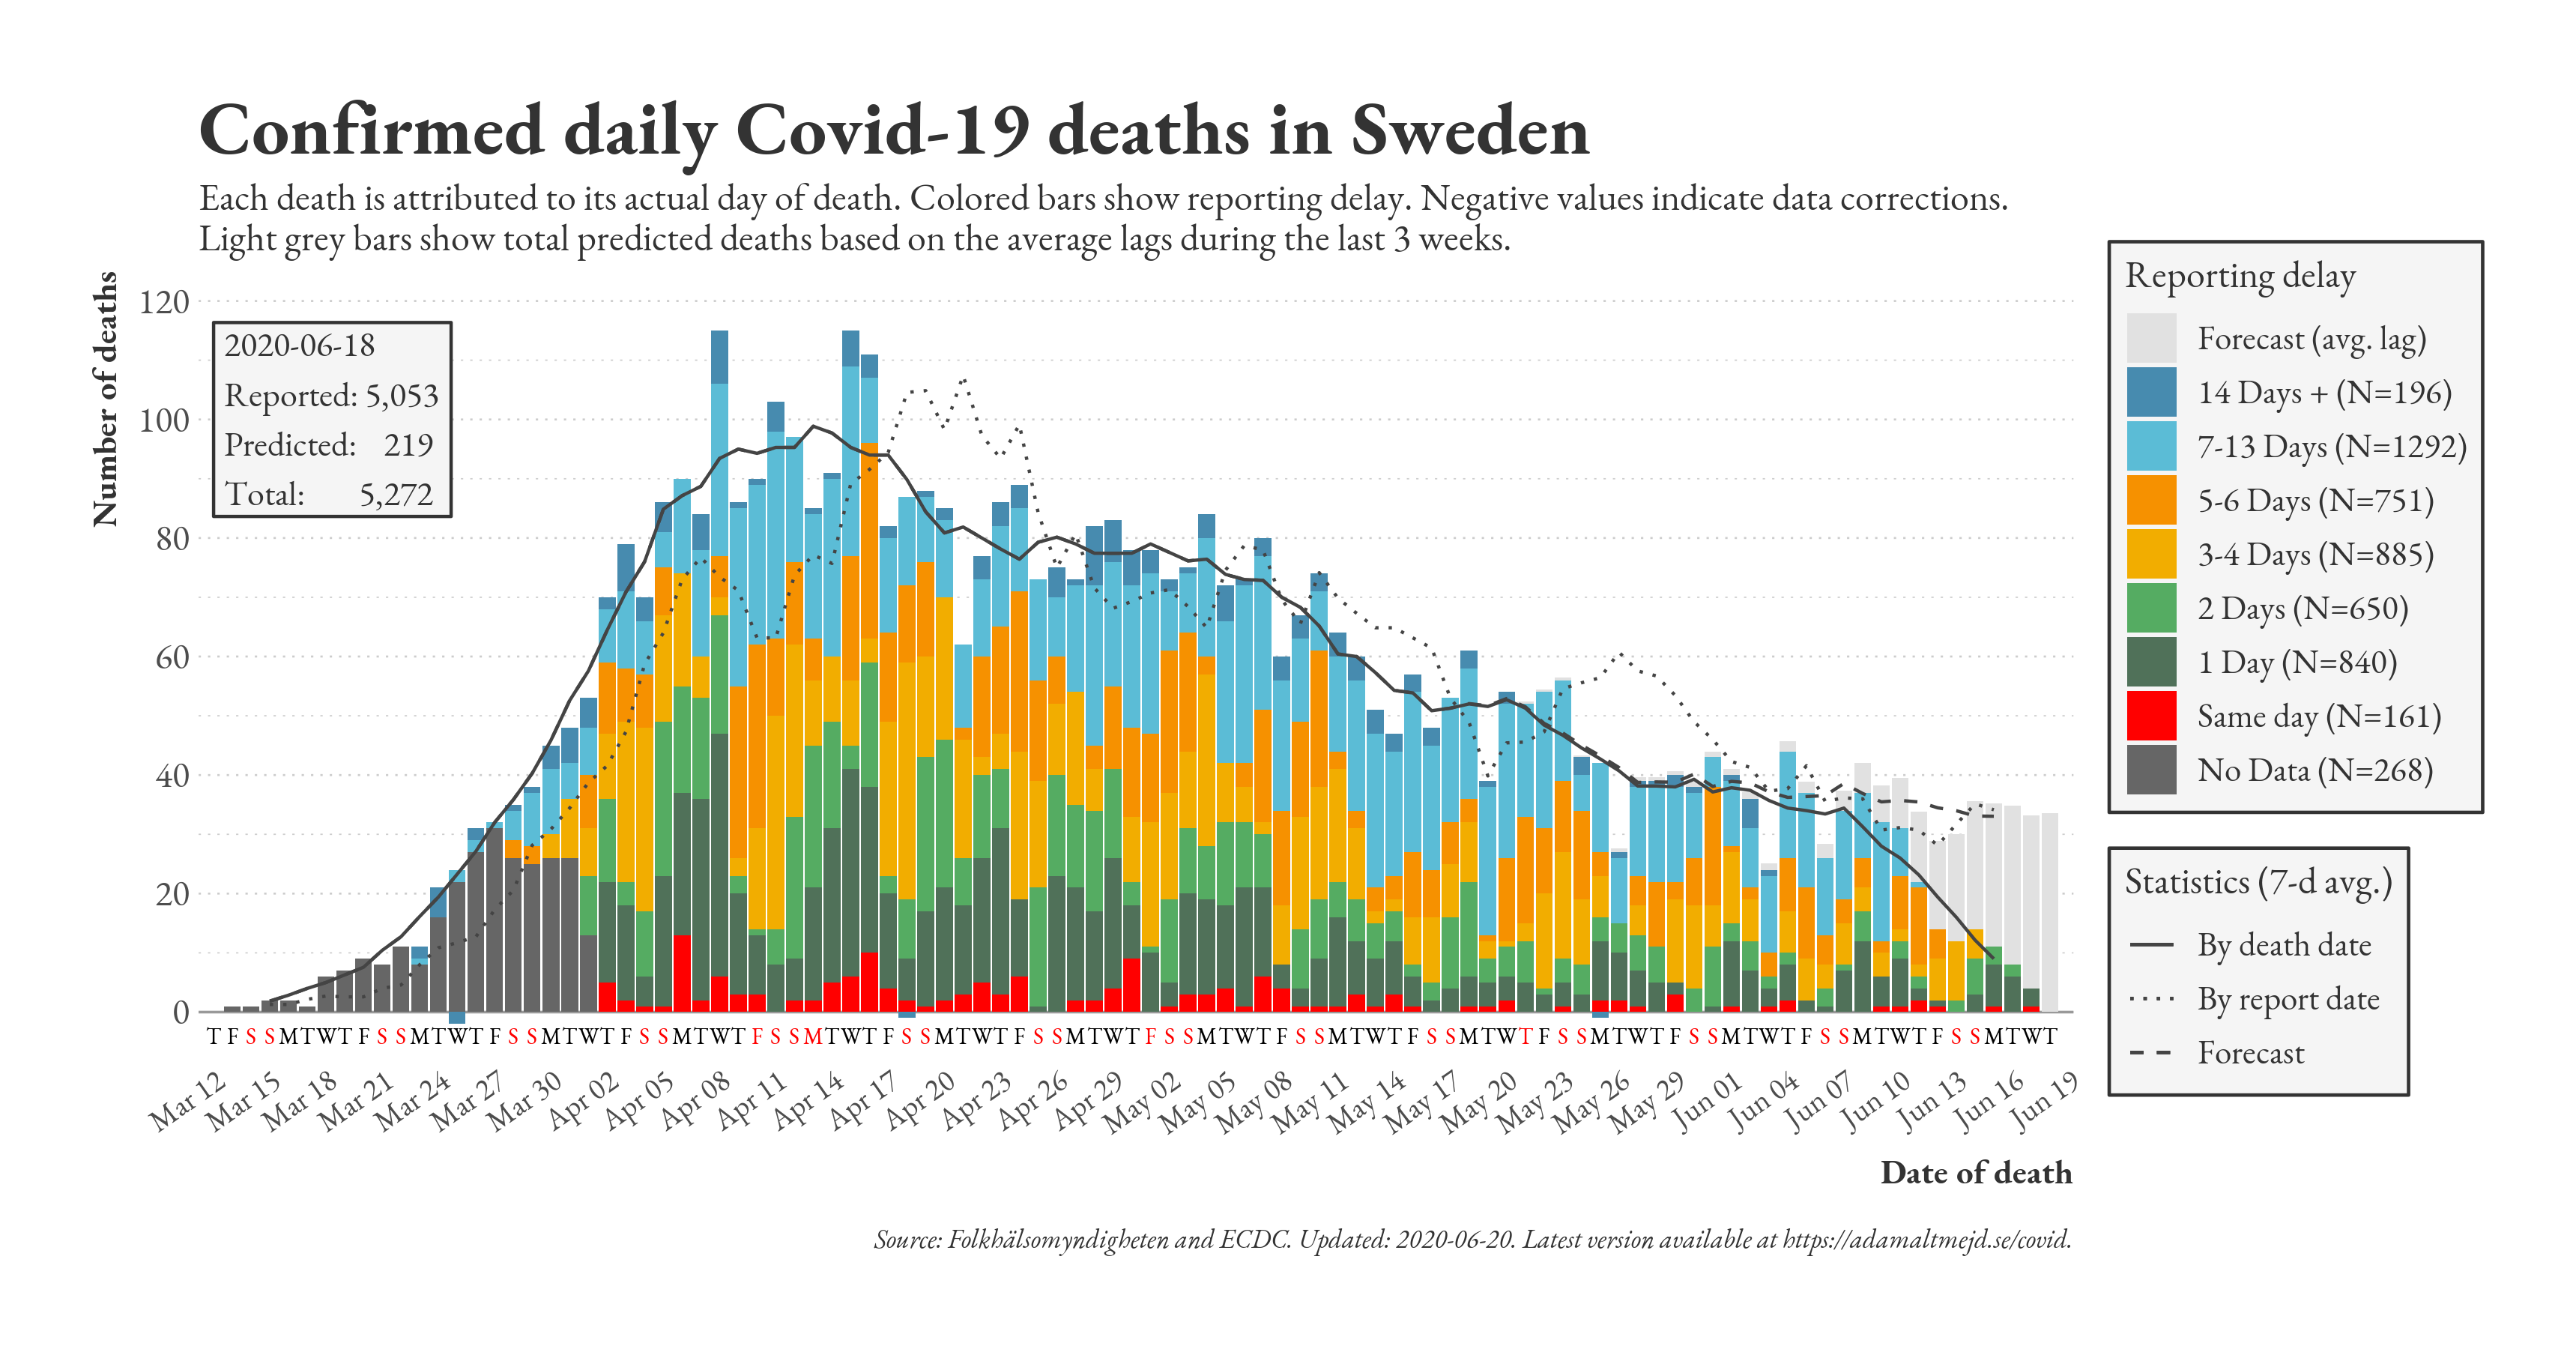 Confirmed daily Covid-19 deaths in Sweden
Each death is attributed to its actual day of death. Colored bars show reporting delay. Negative values indicate data corrections.
Light grey bars show total predicted deaths based on the average lags during the last 3 weeks.
Number of deaths
120
100
80
60
40
20
0
2020-06-18
Reported: 5,053
Predicted: 219
Total: 5,272
T F S S M T W T F S S M T W T F S S M T W T F S S M T W T F S S M T W T F S S M T W T F S S M T W T F S S M T W T F S S M T W T F S S M T W T F S S M T W T F S S M T W T F S S M T W T F S S M T W T
Mar 12 Mar 15 Mar 18 Mar 21 Mar 24 Mar 27 Mar 30 Apr 02 Apr 05 Apr 08 Apr 11 Apr 14 Apr 17 Apr 20 Apr 23 Apr 26 Apr 29 May 02 May 05 May 08 May 11 May 14 May 17 May 20 May 23 May 26 May 29 Jun 01 Jun 04 Jun 07 Jun 10 Jun 13 Jun 16 Jun 19
Date of death
Reporting delay
Forecast (avg. lag)
14 Days + (N=196)
7-13 Days (N=1292)
5-6 Days (N=751)
3-4 Days (N=885)
2 Days (N=650)
1 Day (N=840)
Same day (N=161)
No Data (N=268)
Statistics (7-d avg.)
By death date
By report date
Forecast
Source: Folkhälsomyndigheten and ECDC. Updated: 2020-06-20. Latest version available at https://adamaltmejd.se/covid.